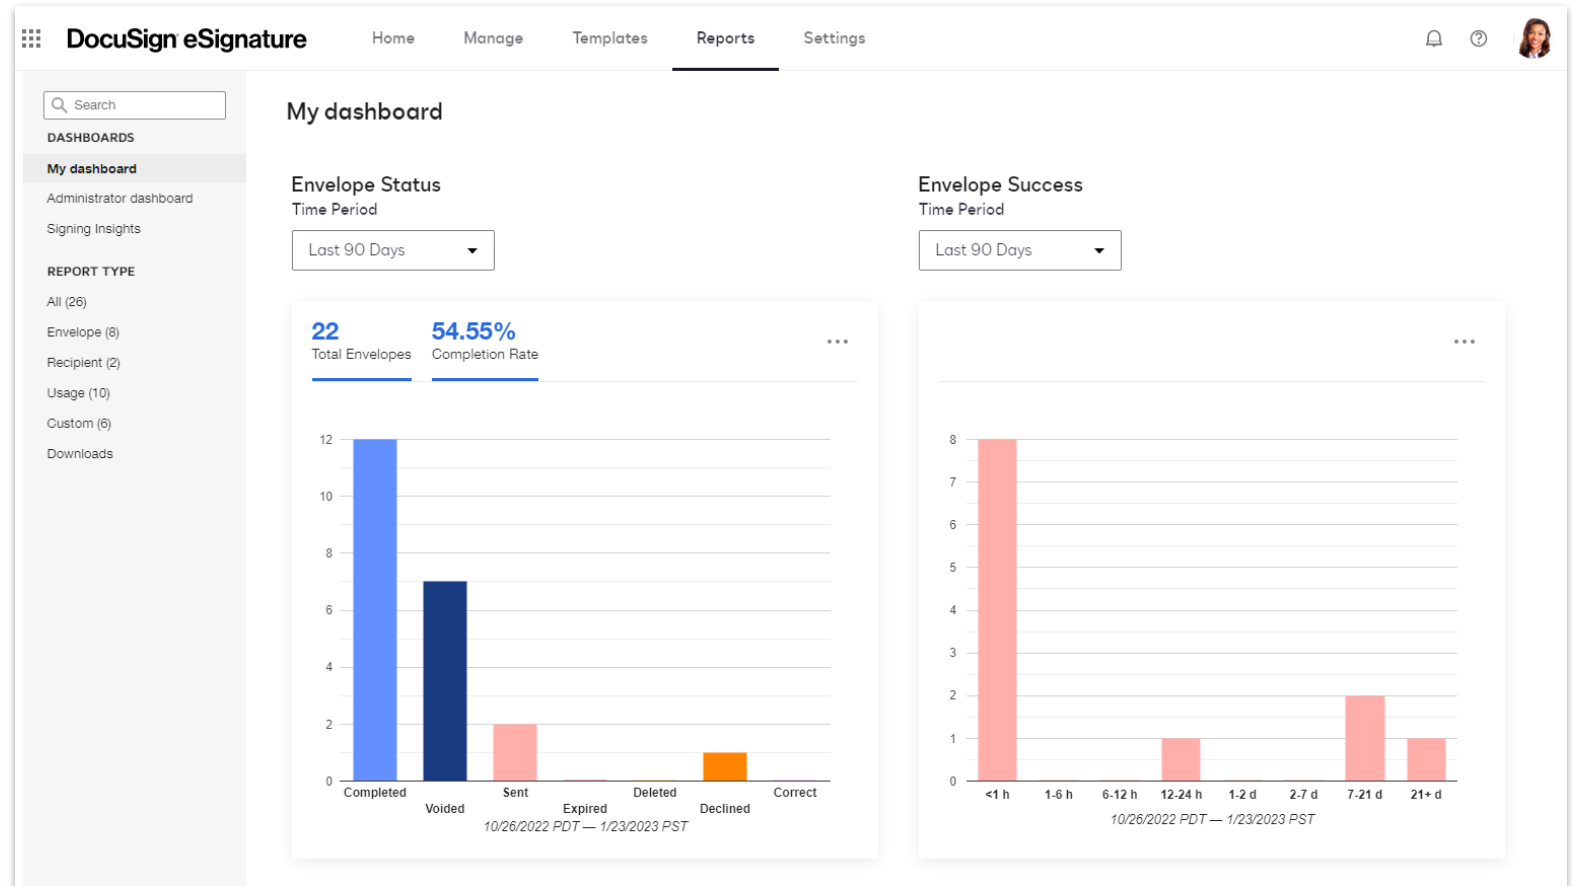 DocuSign eSignature
Home
Manage
Templates
Reports
Settings
Search
DASHBOARDS
My dashboard
Administrator dashboard
Signing Insights
REPORT TYPE
All (26)
Envelope (8)
Recipient (2)
Usage (10)
Custom (6)
Downloads
My dashboard
Envelope Status
Time Period
Last 90 Days
22
Total Envelopes
54.55%
Completion Rate
12
10
8
6
4
2
0
Completed
Voided
Sent
Expired
Deleted
Declined
Correct
10/26/2022 PDT — 1/23/2023 PST
Envelope Success
Time Period
Last 90 Days
8
7
6
5
4
3
2
1
0
<1 h
1-6 h
6-12 h
12-24 h
1-2 d
2-7 d
7-21 d
21+ d
10/26/2022 PDT — 1/23/2023 PST